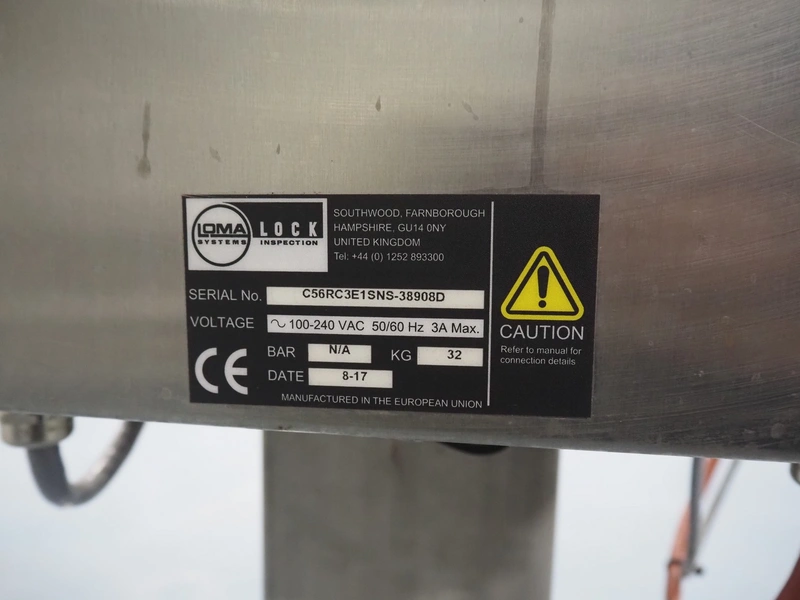 LOMA
SYSTEMS
LOCK
INSPECTION
SOUTHWOOD, FARNBOROUGH
HAMPSHIRE, GU14 0NY
UNITED KINGDOM
Tel: +44 (0) 1252 893300
SERIAL No. C56RC3E1SNS-38908D
VOLTAGE ~ 100-240 VAC 50/60 Hz 3A Max.
CE
BAR N/A KG 32
DATE 8-17
MANUFACTURED IN THE EUROPEAN UNION
CAUTION
Refer to manual for
connection details